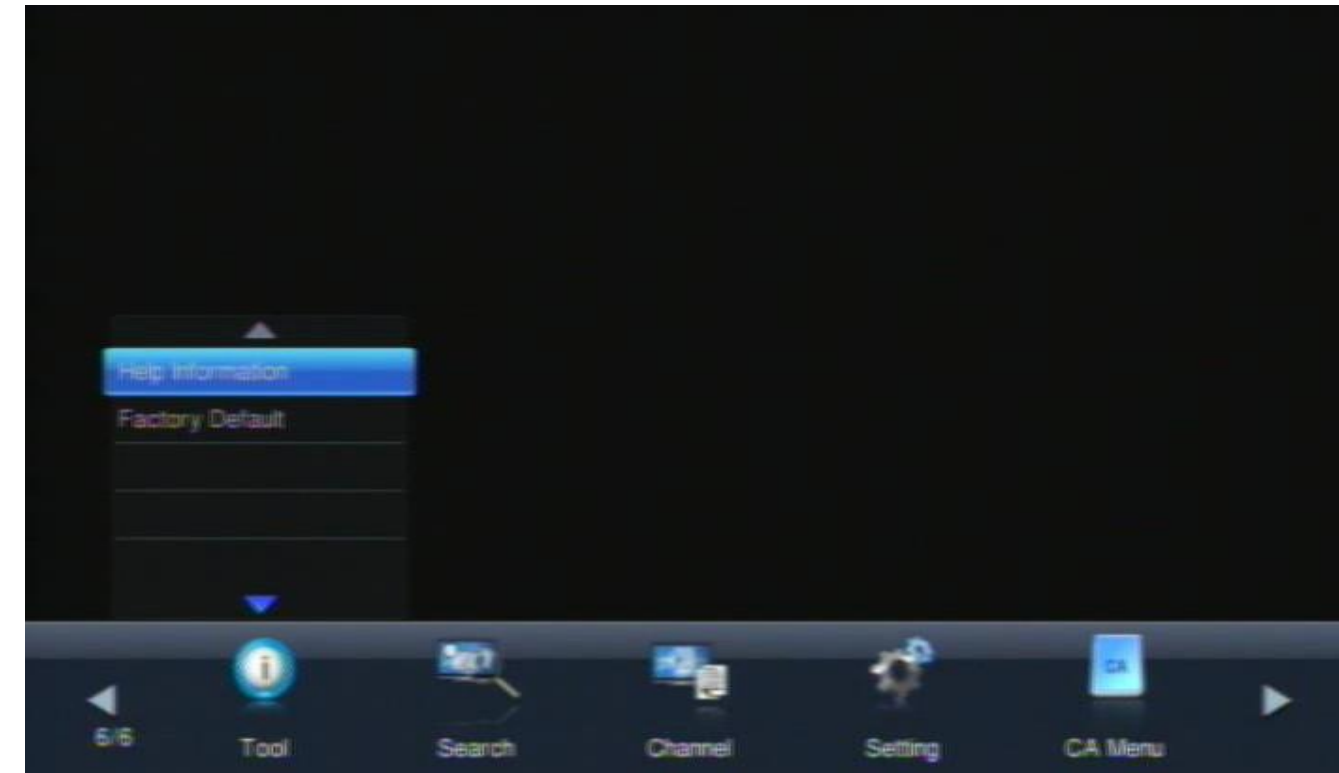 Help Information
Factory Default
i
CA
6/6
Tool
Search
Channel
Setting
CA Menu